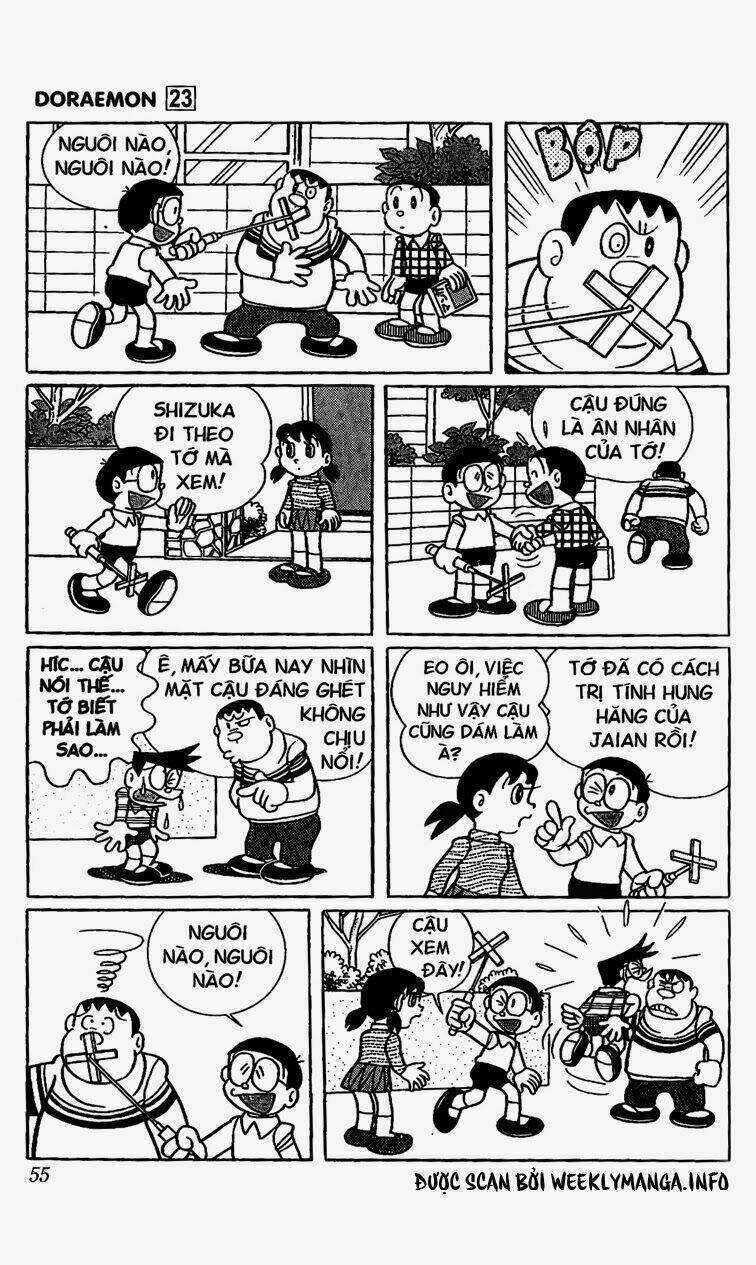 DORAEMON 23
NGUÔI NÀO,
NGUÔI NÀO!
BỘP
SHIZUKA
ĐI THEO
TỚ MÀ
XEM!
CẬU ĐÚNG
LÀ ÂN NHÂN
CỦA TỚ!
HÍC... CẬU
NÓI THẾ...
TỚ BIẾT
PHẢI LÀM
SAO...
Ê, MẤY BỮA NAY NHÌN
MẶT CẬU ĐÁNG GHÉT
KHÔNG
CHỊU
NỔI!
EO ÔI, VIỆC
NGUY HIỂM
NHƯ VẬY CẬU
CŨNG DÁM LÀM
À?
TỚ ĐÃ CÓ CÁCH
TRỊ TÍNH HUNG
HĂNG CỦA
JAIAN RỒI!
NGUÔI
NÀO, NGUÔI
NÀO!
CẬU
XEM
ĐÂY!
55
ĐƯỢC SCAN BỞI WEEKLYMANGA.INFO